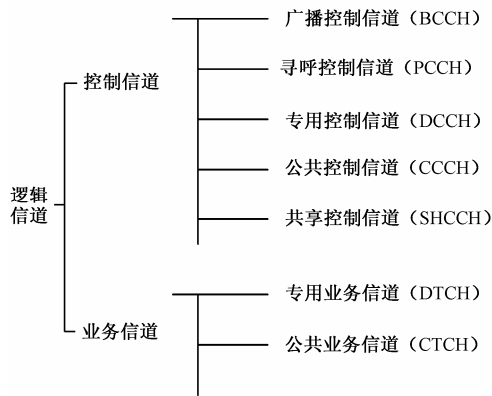 广播控制信道（BCCH）
寻呼控制信道（PCCH）
控制信道
专用控制信道（DCCH）
公共控制信道（CCCH）
逻辑
信道
共享控制信道（SHCCH）
专用业务信道（DTCH）
业务信道
公共业务信道（CTCH）